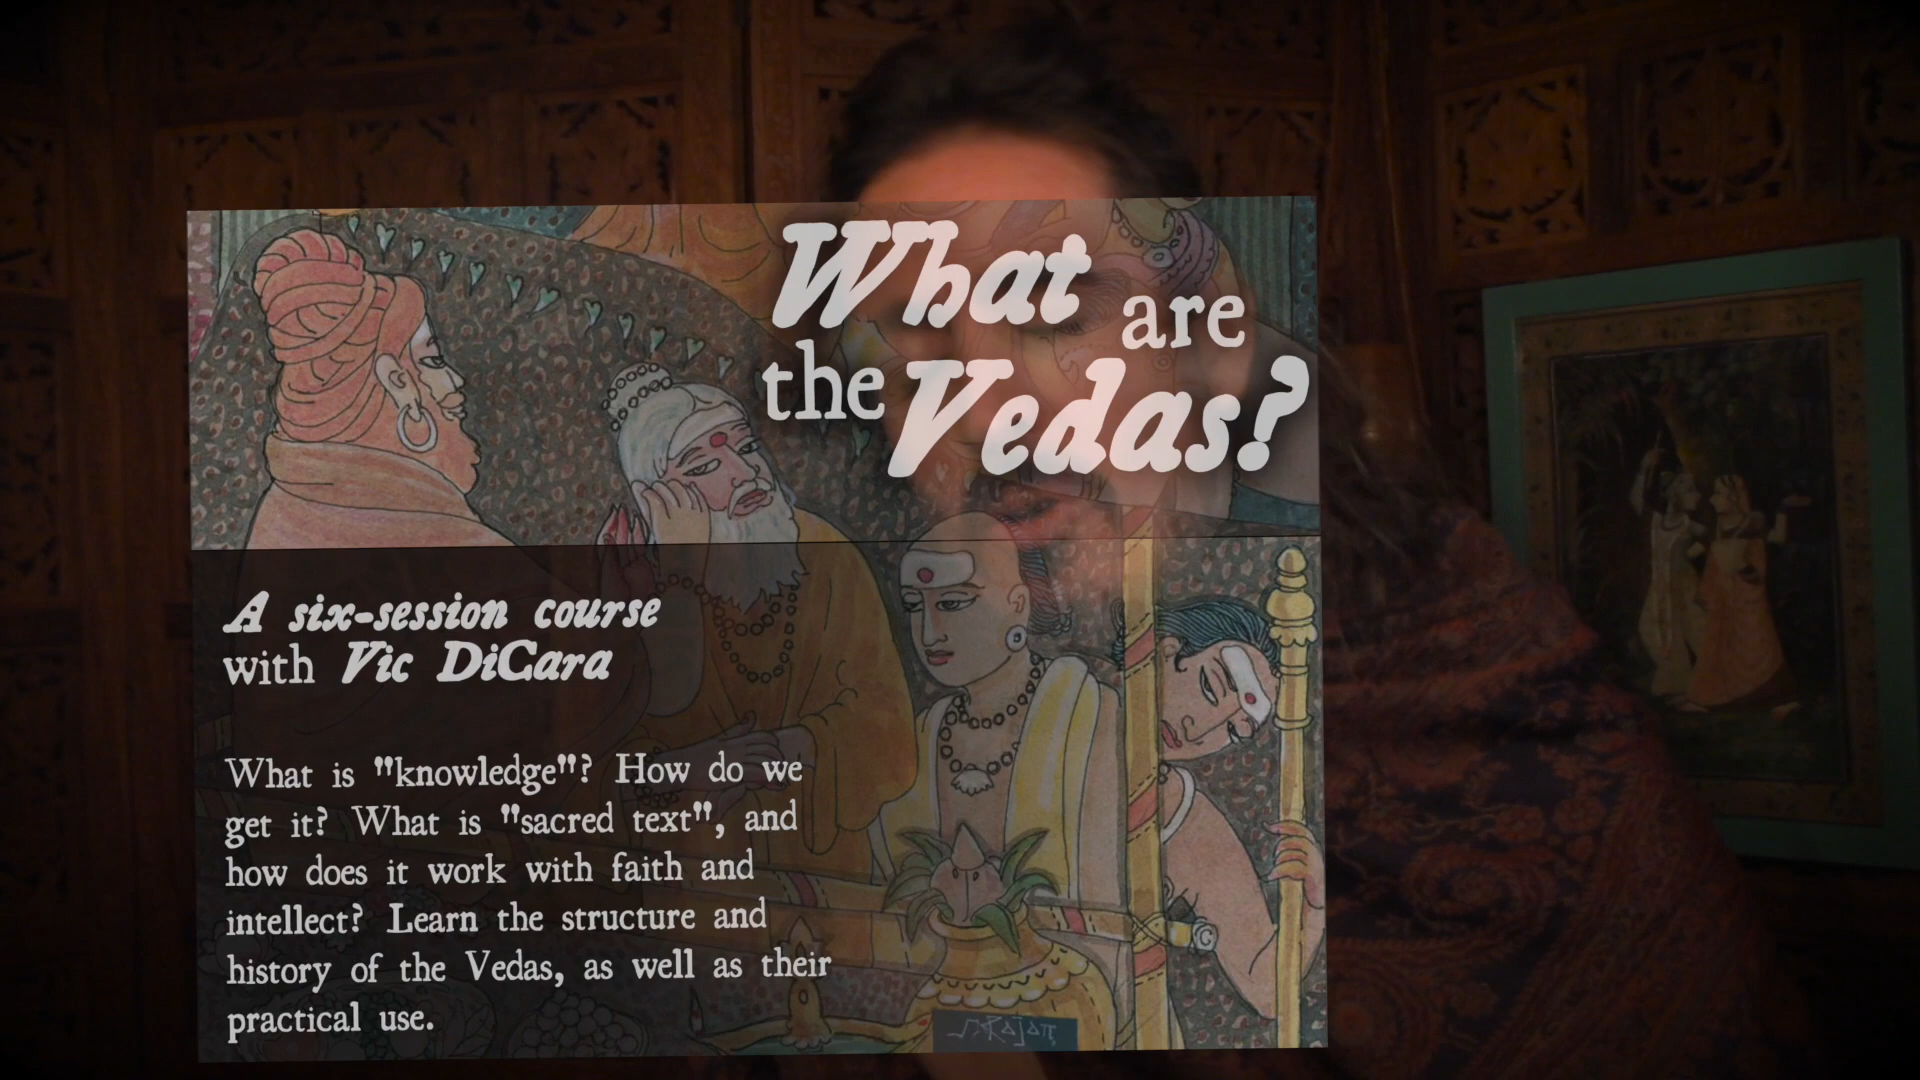 What are
the Vedas?
A six-session course
with Vic DiCara
What is "knowledge"? How do we
get it? What is "sacred text", and
how does it work with faith and
intellect? Learn the structure and
history of the Vedas, as well as their
practical use.